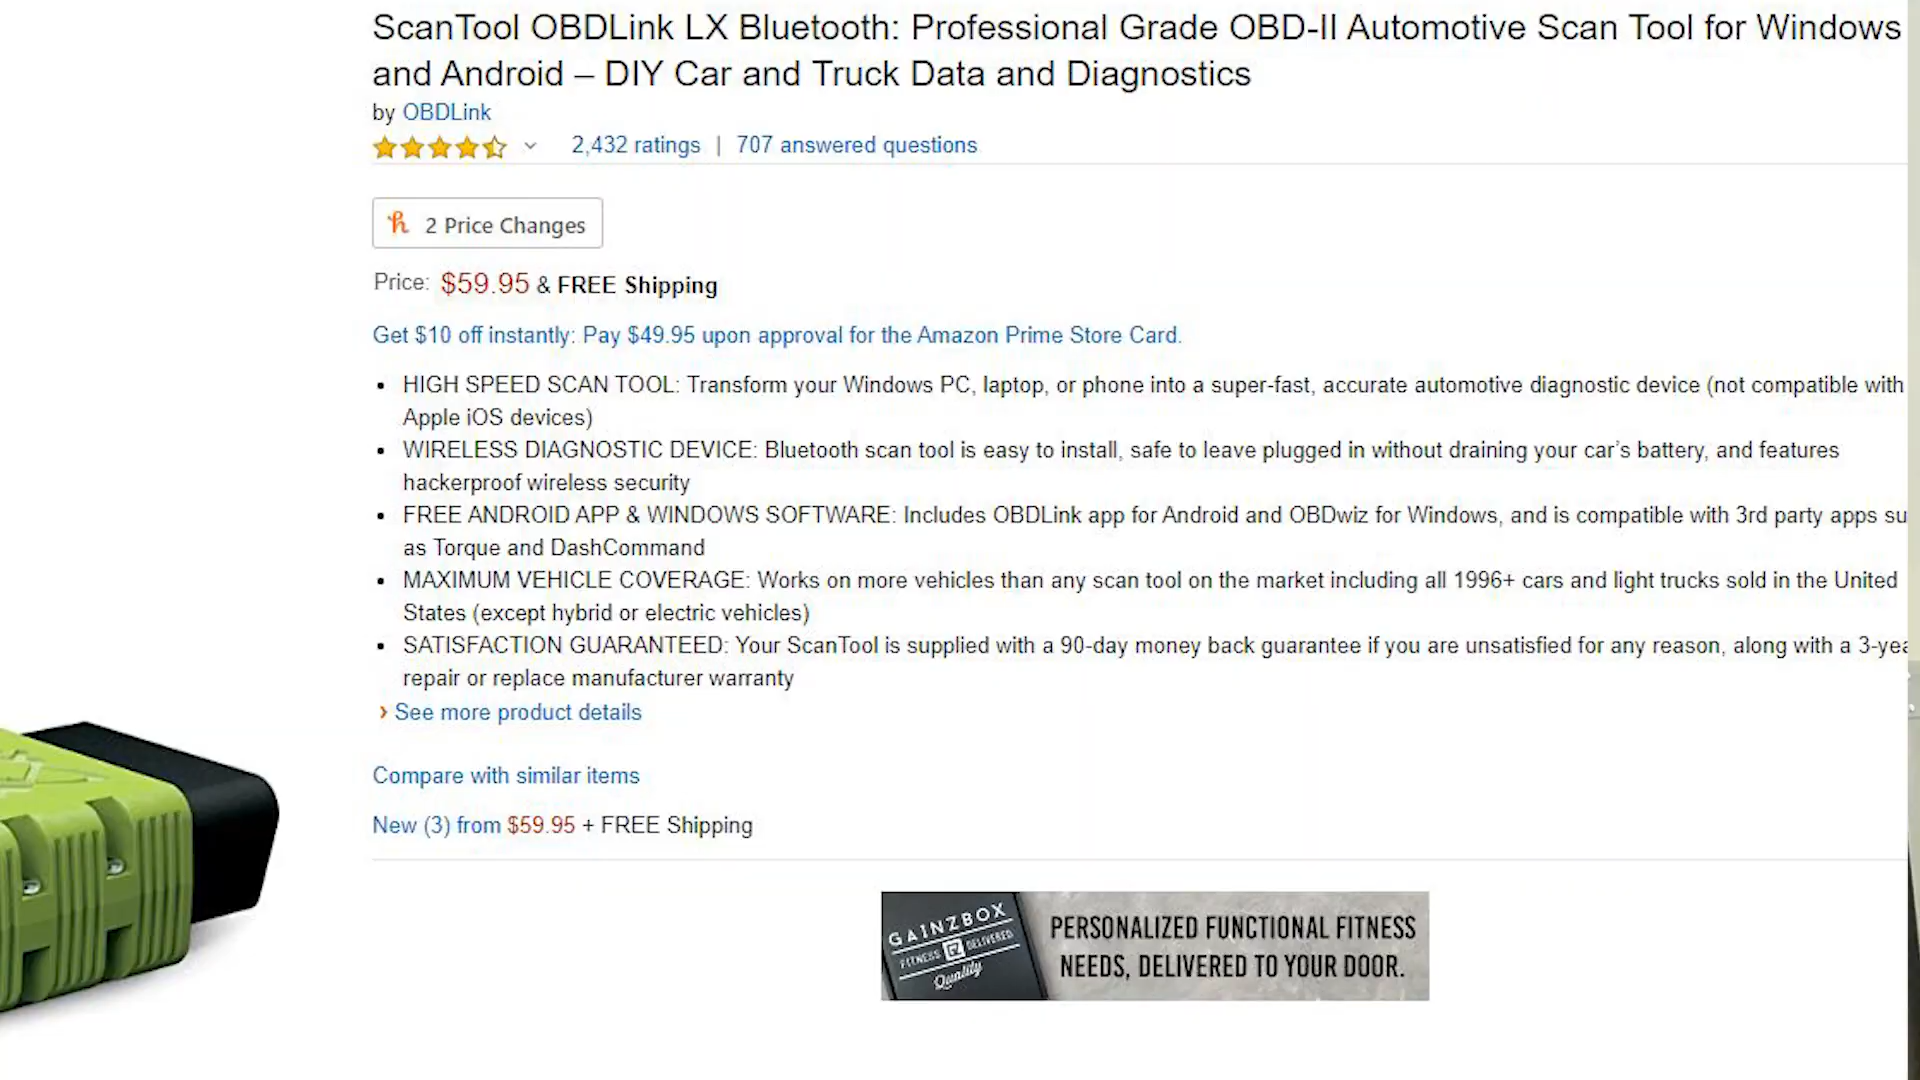 ScanTool OBDLink LX Bluetooth: Professional Grade OBD-II Automotive Scan Tool for Windows
and Android – DIY Car and Truck Data and Diagnostics
by OBDLink
2,432 ratings | 707 answered questions
h 2 Price Changes
Price: $59.95 & FREE Shipping
Get $10 off instantly: Pay $49.95 upon approval for the Amazon Prime Store Card.
• HIGH SPEED SCAN TOOL: Transform your Windows PC, laptop, or phone into a super-fast, accurate automotive diagnostic device (not compatible with
Apple iOS devices)
• WIRELESS DIAGNOSTIC DEVICE: Bluetooth scan tool is easy to install, safe to leave plugged in without draining your car’s battery, and features
hackerproof wireless security
• FREE ANDROID APP & WINDOWS SOFTWARE: Includes OBDLink app for Android and OBDwiz for Windows, and is compatible with 3rd party apps su
as Torque and DashCommand
• MAXIMUM VEHICLE COVERAGE: Works on more vehicles than any scan tool on the market including all 1996+ cars and light trucks sold in the United
States (except hybrid or electric vehicles)
• SATISFACTION GUARANTEED: Your ScanTool is supplied with a 90-day money back guarantee if you are unsatisfied for any reason, along with a 3-yea
repair or replace manufacturer warranty
› See more product details
Compare with similar items
New (3) from $59.95 + FREE Shipping
GAINZBOX
FITNESS GZ DELIVERED
Quality
PERSONALIZED FUNCTIONAL FITNESS
NEEDS, DELIVERED TO YOUR DOOR.